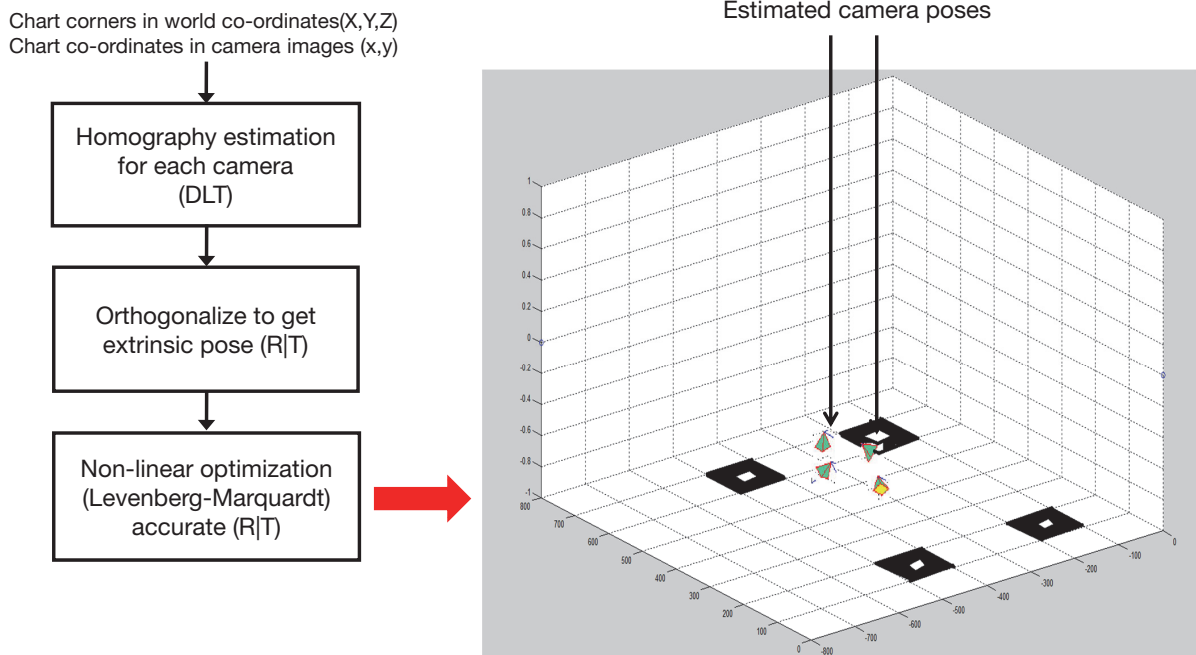 Chart corners in world co-ordinates(X,Y,Z)
Chart co-ordinates in camera images (x,y)
Homography estimation
for each camera
(DLT)
Orthogonalize to get
extrinsic pose (R|T)
Non-linear optimization
(Levenberg-Marquardt)
accurate (R|T)
Estimated camera poses
1
0.8
0.6
0.4
0.2
0
-0.2
-0.4
-0.6
-0.8
-1
800
700
600
500
400
300
200
100
0
-800
-700
-600
-500
-400
-300
-200
-100
0